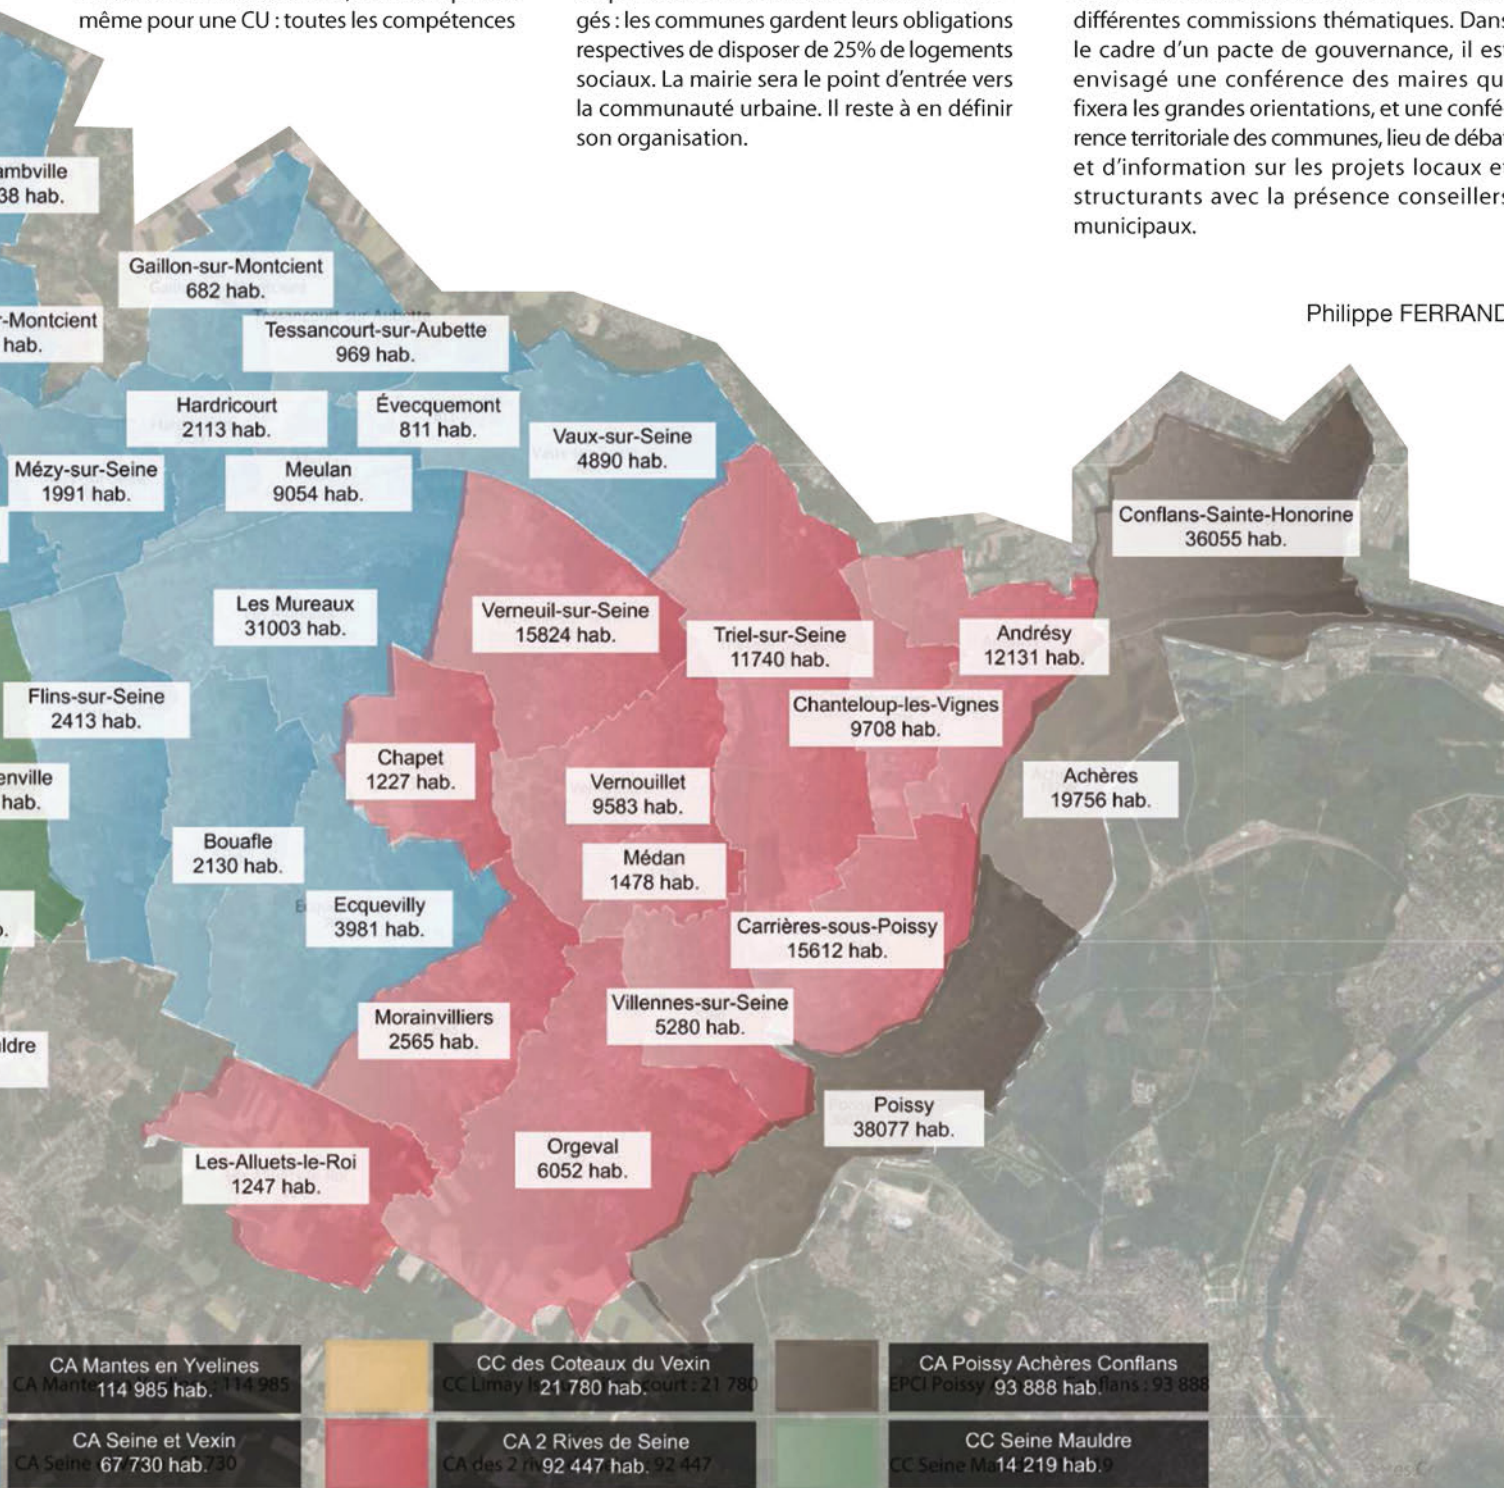 même pour une CU : toutes les compétences
gés : les communes gardent leurs obligations
respectives de disposer de 25% de logements
sociaux. La mairie sera le point d'entrée vers
la communauté urbaine. Il reste à en définir
son organisation.
différentes commissions thématiques. Dans
le cadre d'un pacte de gouvernance, il est
envisagé une conférence des maires qui
fixera les grandes orientations, et une confé-
rence territoriale des communes, lieu de débat
et d'information sur les projets locaux et
structurants avec la présence conseillers
municipaux.
Philippe FERRAND
ambville
38 hab.
Gaillon-sur-Montcient
682 hab.
r-Montcient
hab.
Tessancourt-sur-Aubette
969 hab.
Hardricourt
2113 hab.
Évecquemont
811 hab.
Vaux-sur-Seine
4890 hab.
Mézy-sur-Seine
1991 hab.
Meulan
9054 hab.
Conflans-Sainte-Honorine
36055 hab.
Les Mureaux
31003 hab.
Verneuil-sur-Seine
15824 hab.
Triel-sur-Seine
11740 hab.
Andrésy
12131 hab.
Flins-sur-Seine
2413 hab.
Chanteloup-les-Vignes
9708 hab.
enville
hab.
Chapet
1227 hab.
Vernouillet
9583 hab.
Achères
19756 hab.
Bouafle
2130 hab.
Médan
1478 hab.
Ecquevilly
3981 hab.
Carrières-sous-Poissy
15612 hab.
Morainvilliers
2565 hab.
Villennes-sur-Seine
5280 hab.
ldre
Poissy
38077 hab.
Les-Alluets-le-Roi
1247 hab.
Orgeval
6052 hab.
CA Mantes en Yvelines
114 985 hab.
CC des Coteaux du Vexin
21 780 hab.
CA Poissy Achères Conflans
93 888 hab.
CA Seine et Vexin
67 730 hab.
CA 2 Rives de Seine
92 447 hab.
CC Seine Mauldre
14 219 hab.